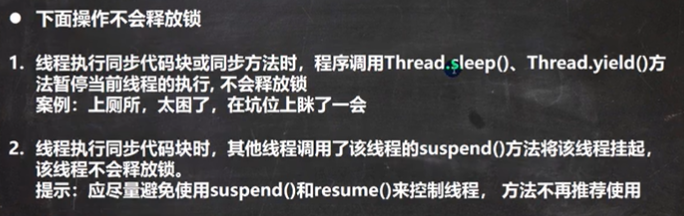 ● 下面操作不会释放锁
1. 线程执行同步代码块或同步方法时，程序调用Thread.sleep()、Thread.yield()方
法暂停当前线程的执行, 不会释放锁
案例：上厕所，太困了，在坑位上眯了一会
2. 线程执行同步代码块时，其他线程调用了该线程的suspend()方法将该线程挂起，
该线程不会释放锁。
提示：应尽量避免使用suspend()和resume()来控制线程， 方法不再推荐使用